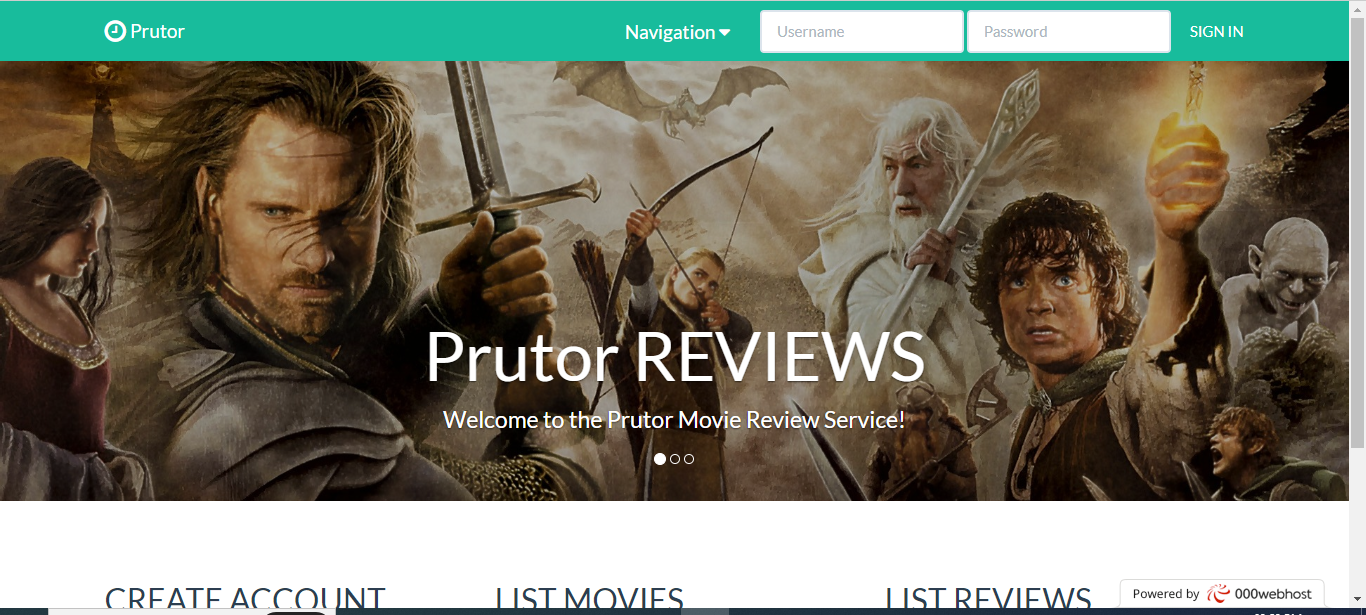 Prutor
Navigation
Username
Password
SIGN IN
Prutor REVIEWS
Welcome to the Prutor Movie Review Service!
CREATE ACCOUNT
LIST MOVIES
LIST REVIEWS
Powered by 000webhost